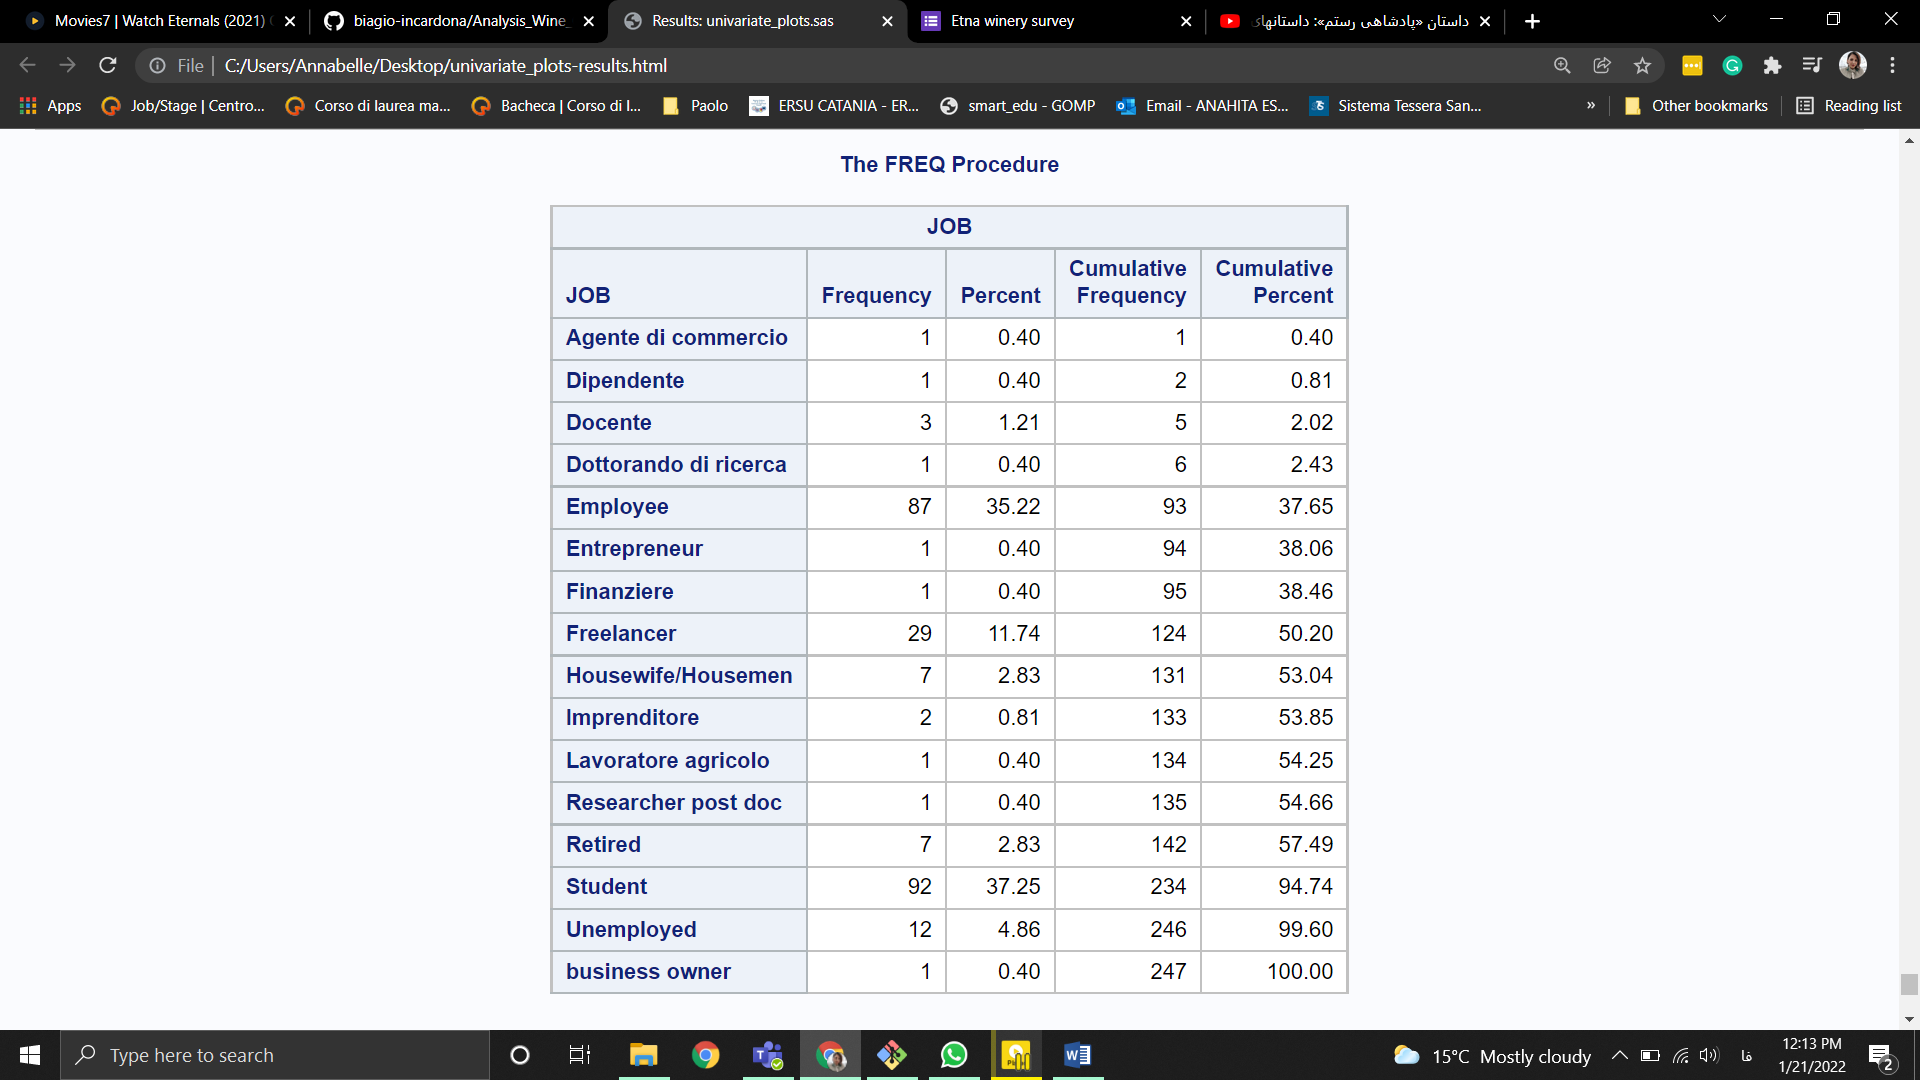 Movies7 | Watch Eternals (2021)
biagio-incardona/Analysis_Wine_
Results: univariate_plots.sas
Etna winery survey
داستان «پادشاهی رستم»: داستانهای
File | C:/Users/Annabelle/Desktop/univariate_plots-results.html
Apps
Job/Stage | Centro...
Corso di laurea ma...
Bacheca | Corso di l...
Paolo
ERSU CATANIA - ER...
smart_edu - GOMP
Email - ANAHITA ES...
Sistema Tessera San...
»
Other bookmarks
Reading list
The FREQ Procedure
JOB
JOB Frequency Percent Cumulative Frequency Cumulative Percent
Agente di commercio 1 0.40 1 0.40
Dipendente 1 0.40 2 0.81
Docente 3 1.21 5 2.02
Dottorando di ricerca 1 0.40 6 2.43
Employee 87 35.22 93 37.65
Entrepreneur 1 0.40 94 38.06
Finanziere 1 0.40 95 38.46
Freelancer 29 11.74 124 50.20
Housewife/Housemen 7 2.83 131 53.04
Imprenditore 2 0.81 133 53.85
Lavoratore agricolo 1 0.40 134 54.25
Researcher post doc 1 0.40 135 54.66
Retired 7 2.83 142 57.49
Student 92 37.25 234 94.74
Unemployed 12 4.86 246 99.60
business owner 1 0.40 247 100.00
Type here to search
15°C Mostly cloudy
فا
12:13 PM
1/21/2022
2